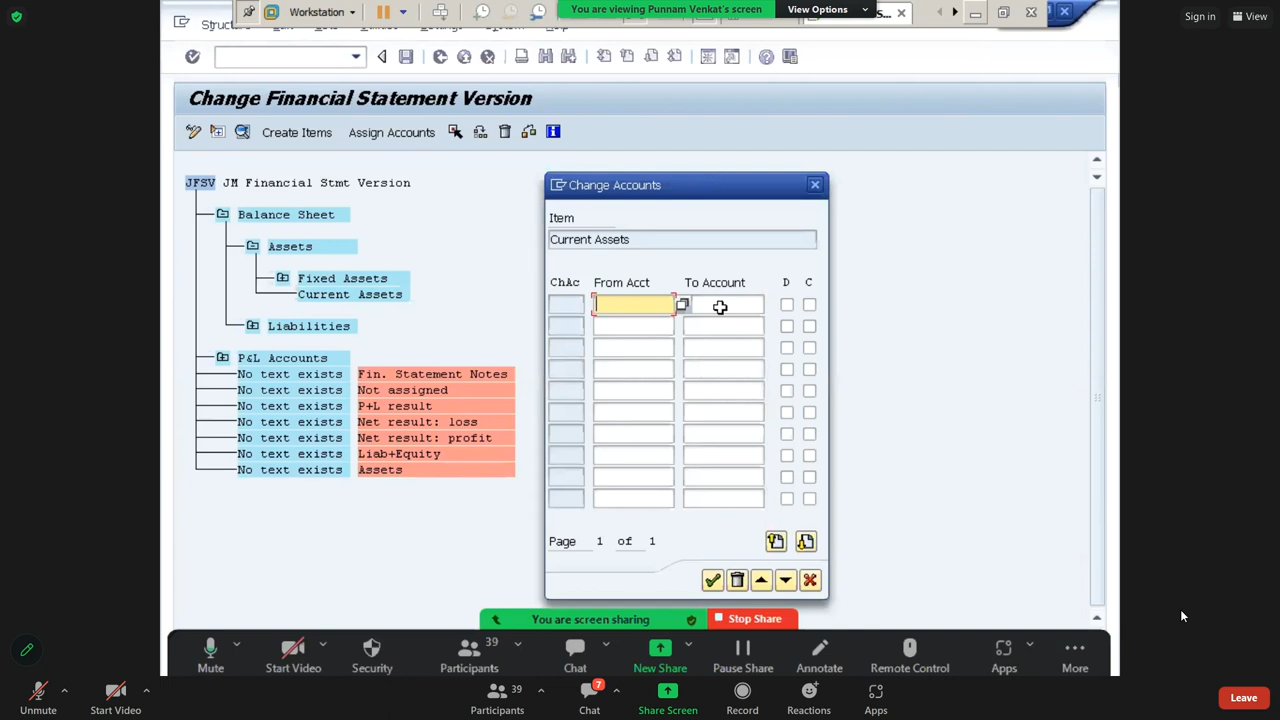 Workstation
You are viewing Punnam Venkat's screen
View Options
Sign in
View
Structure
Change Financial Statement Version
Create Items
Assign Accounts
JFSV JM Financial Stmt Version
Balance Sheet
Assets
Fixed Assets
Current Assets
Liabilities
P&L Accounts
No text exists Fin. Statement Notes
No text exists Not assigned
No text exists P+L result
No text exists Net result: loss
No text exists Net result: profit
No text exists Liab+Equity
No text exists Assets
Change Accounts
Item
Current Assets
ChAc From Acct To Account D C
Page 1 of 1
You are screen sharing
Stop Share
Mute
Start Video
Security
Participants
39
Chat
New Share
Pause Share
Annotate
Remote Control
Apps
More
Unmute
Start Video
Participants
39
Chat
7
Share Screen
Record
Reactions
Apps
Leave